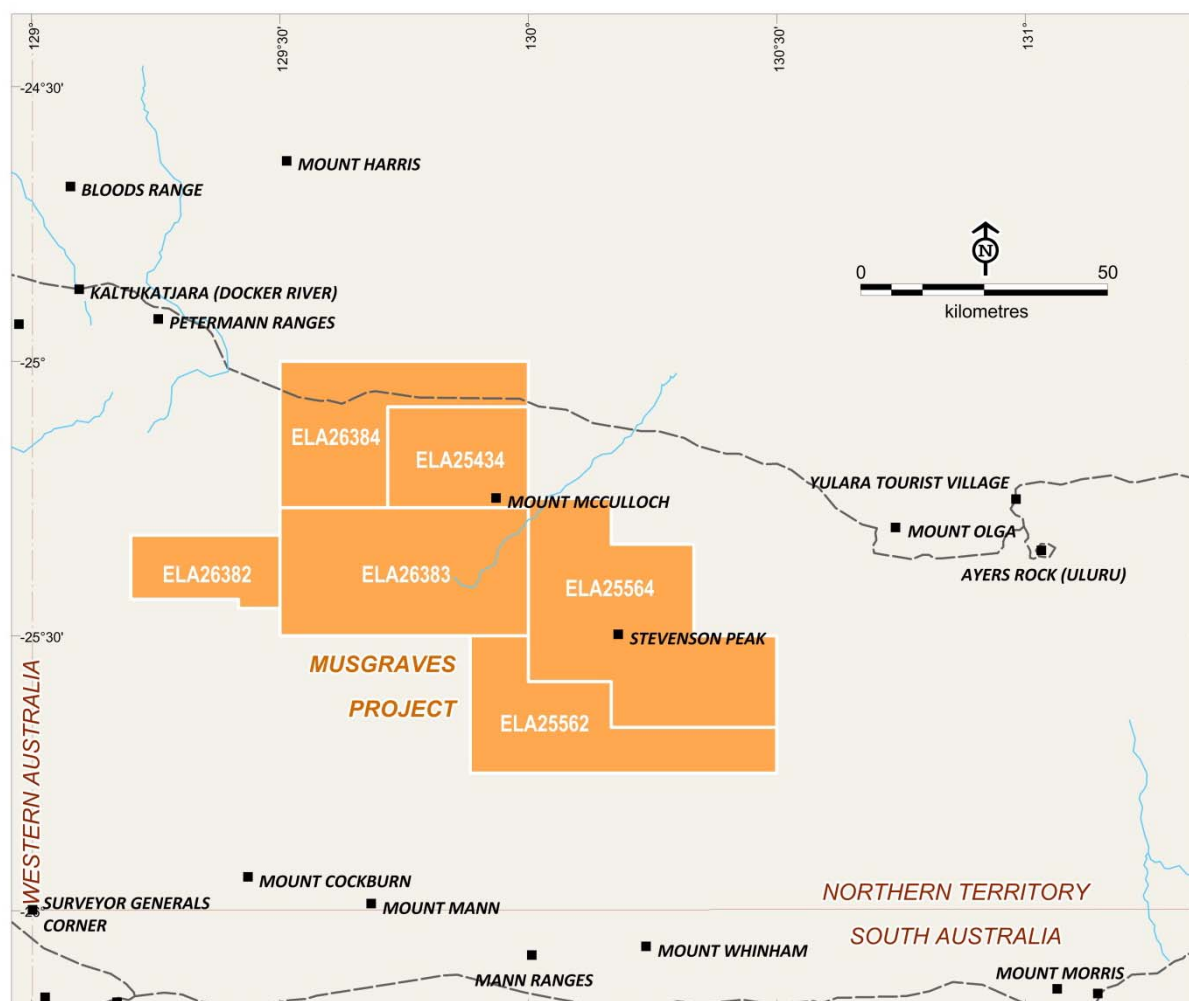 129°
129°30'
130°
130°30'
131°
-24°30'
MOUNT HARRIS
BLOODS RANGE
N
0
50
kilometres
KALTUKATJARA (DOCKER RIVER)
PETERMANN RANGES
-25°
ELA26384
ELA25434
MOUNT MCCULLOCH
YULARA TOURIST VILLAGE
MOUNT OLGA
AYERS ROCK (ULURU)
ELA26382
ELA26383
ELA25564
-25°30'
STEVENSON PEAK
MUSGRAVES
PROJECT
ELA25562
WESTERN AUSTRALIA
MOUNT COCKBURN
MOUNT MANN
NORTHERN TERRITORY
SURVEYOR GENERALS
CORNER
-26°
SOUTH AUSTRALIA
MOUNT WHINHAM
MANN RANGES
MOUNT MORRIS